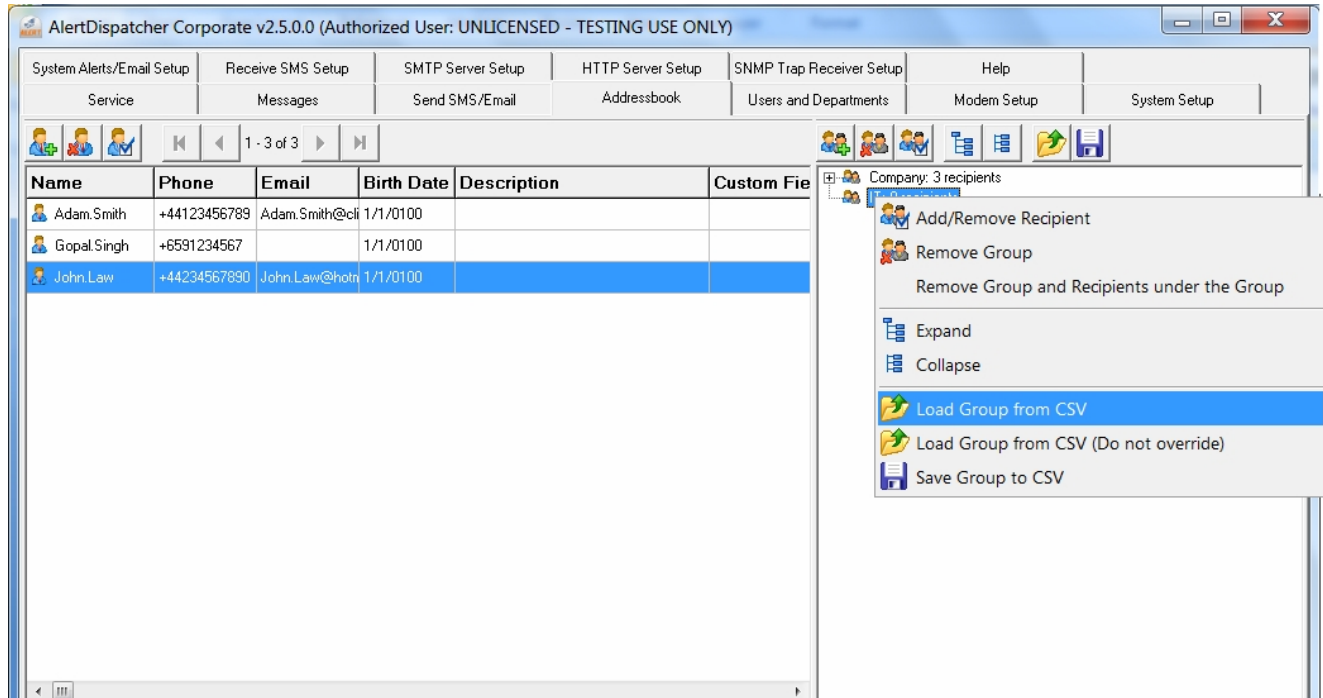 AlertDispatcher Corporate v2.5.0.0 (Authorized User: UNLICENSED - TESTING USE ONLY)
System Alerts/Email Setup Receive SMS Setup SMTP Server Setup HTTP Server Setup SNMP Trap Receiver Setup Help
Service Messages Send SMS/Email Addressbook Users and Departments Modem Setup System Setup
1 - 3 of 3
Name Phone Email Birth Date Description Custom Fie
Adam.Smith +44123456789 Adam.Smith@cli 1/1/0100
Gopal.Singh +6591234567 1/1/0100
John.Law +44234567890 John.Law@hotn 1/1/0100
Company: 3 recipients
Add/Remove Recipient
Remove Group
Remove Group and Recipients under the Group
Expand
Collapse
Load Group from CSV
Load Group from CSV (Do not override)
Save Group to CSV